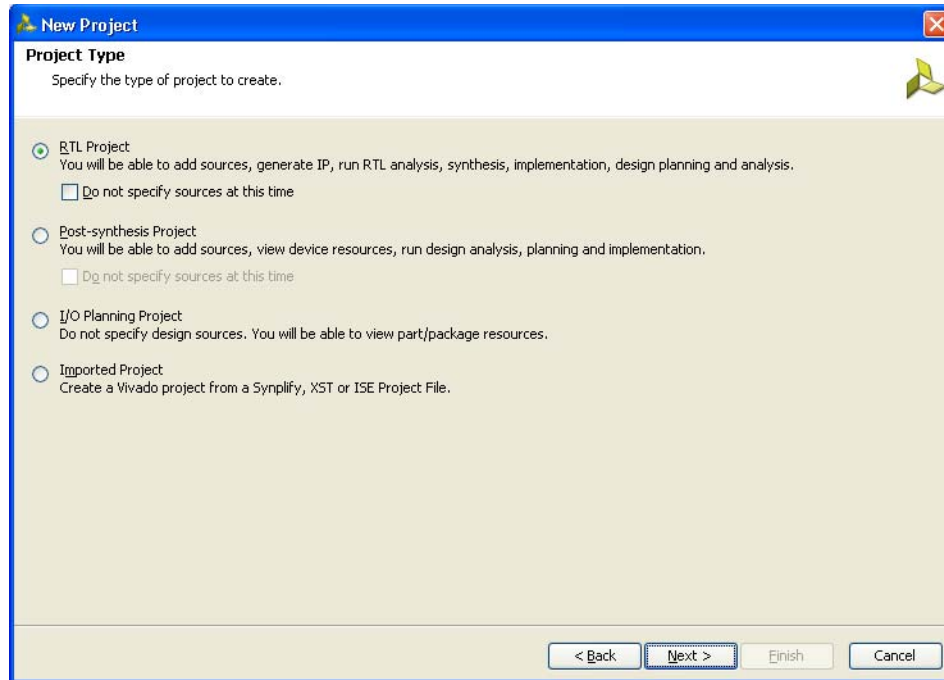 New Project
Project Type
Specify the type of project to create.
RTL Project
You will be able to add sources, generate IP, run RTL analysis, synthesis, implementation, design planning and analysis.
Do not specify sources at this time
Post-synthesis Project
You will be able to add sources, view device resources, run design analysis, planning and implementation.
Do not specify sources at this time
I/O Planning Project
Do not specify design sources. You will be able to view part/package resources.
Imported Project
Create a Vivado project from a Synplify, XST or ISE Project File.
< Back Next > Finish Cancel